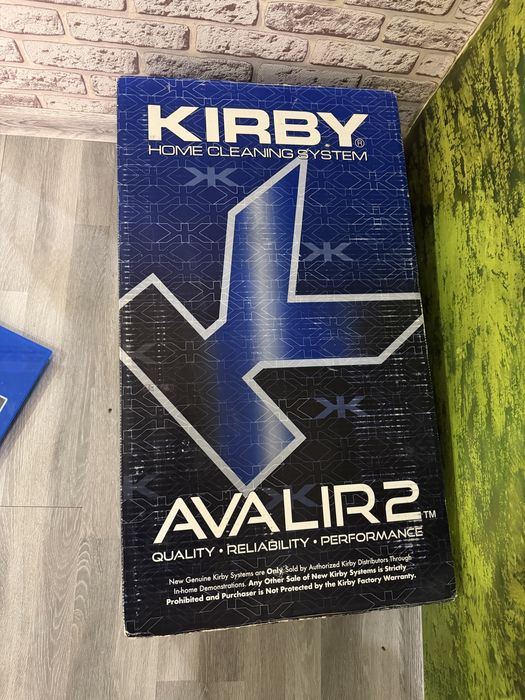 KIRBY®
HOME CLEANING SYSTEM
AVALIR2™
QUALITY • RELIABILITY • PERFORMANCE
New Genuine Kirby Systems are Only Sold by Authorized Kirby Distributors Through
In-home Demonstrations. Any Other Sale of New Kirby Systems is Strictly
Prohibited and Purchaser is Not Protected by the Kirby Factory Warranty.